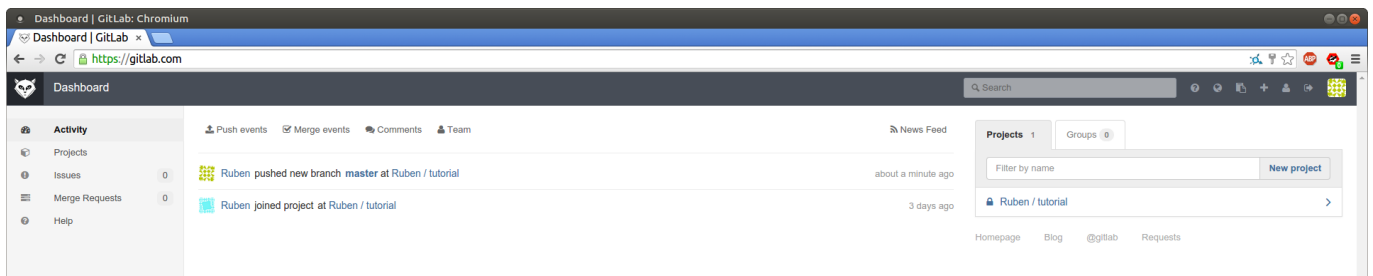 Dashboard | GitLab: Chromium
Dashboard | GitLab ×
https://gitlab.com
ABP
Dashboard
Search
Activity
Projects
Issues 0
Merge Requests 0
Help
Push events Merge events Comments Team News Feed
Ruben pushed new branch master at Ruben / tutorial about a minute ago
Ruben joined project at Ruben / tutorial 3 days ago
Projects 1 Groups 0
Filter by name New project
Ruben / tutorial
Homepage Blog @gitlab Requests